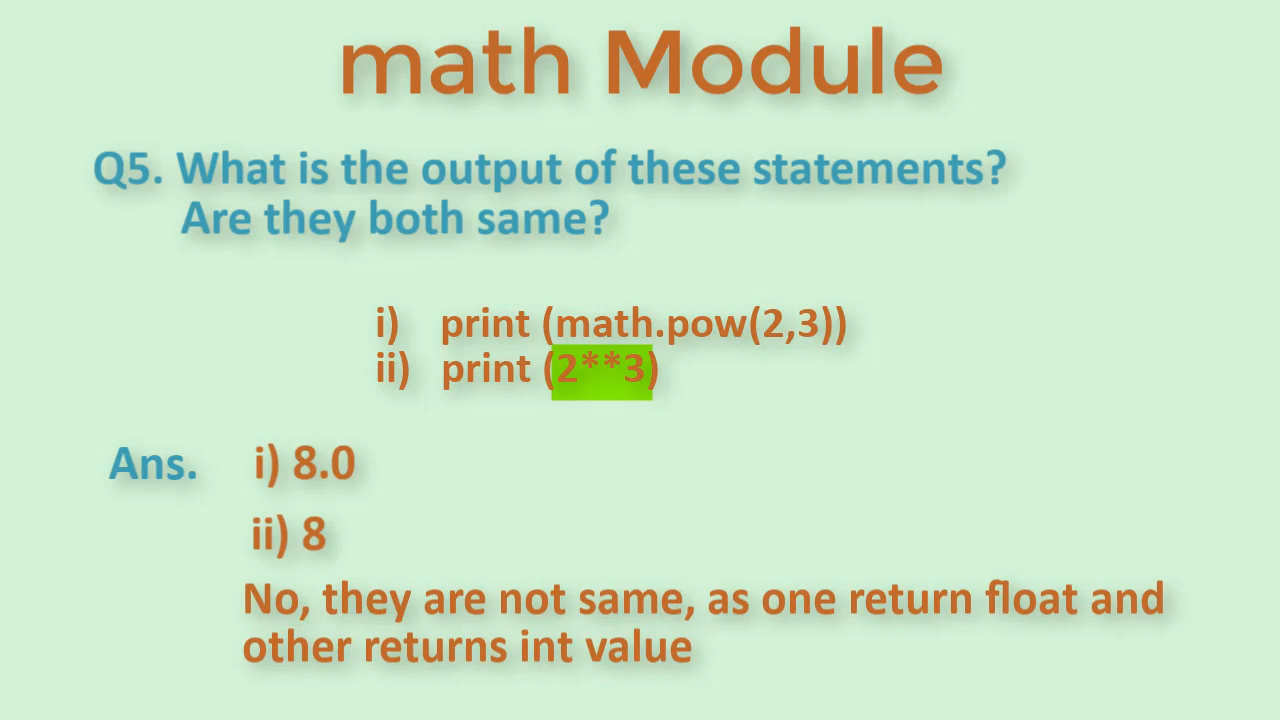 math Module
Q5. What is the output of these statements?
Are they both same?
i) print (math.pow(2,3))
ii) print (2**3)
Ans. i) 8.0
ii) 8
No, they are not same, as one return float and
other returns int value